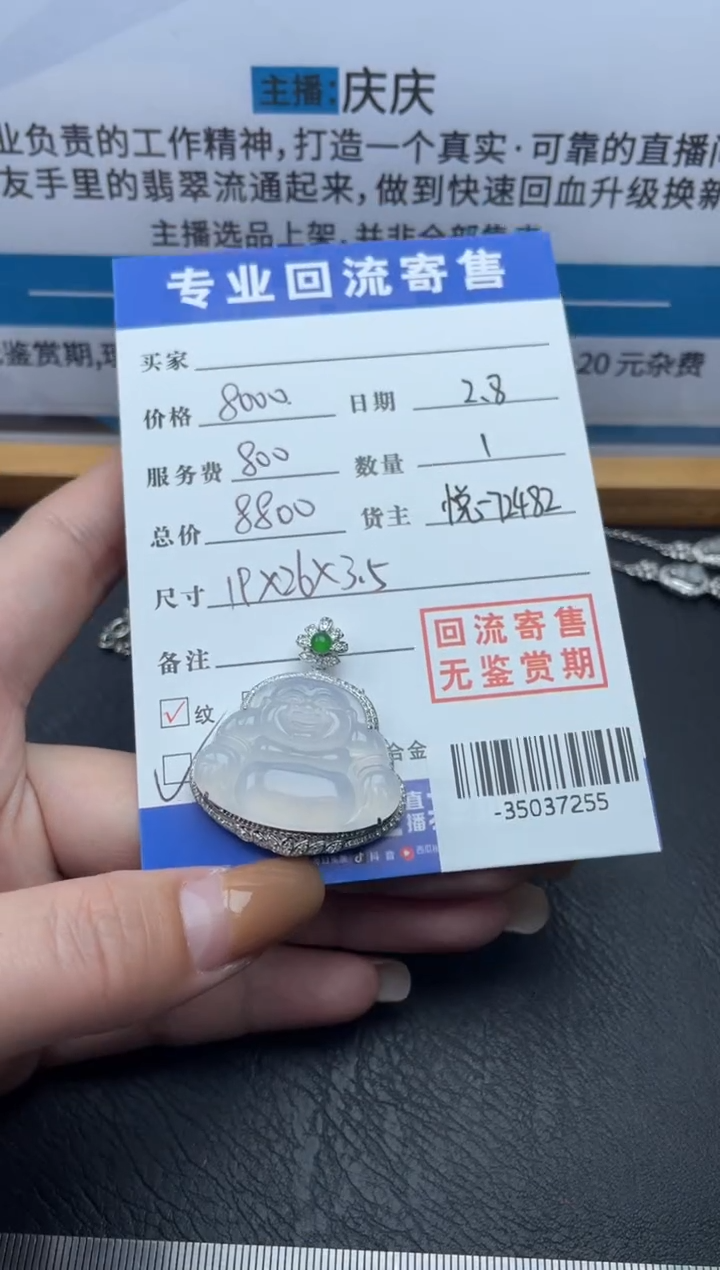 主播:庆庆
业负责的工作精神,打造一个真实·可靠的直播
友手里的翡翠流通起来,做到快速回血升级换新
主播选品上架,并非全部售卖
鉴赏期,
20元杂费
专业回流寄售
买家
价格 8000. 日期 2.8
服务费 800 数量 1
总价 8800 货主 悦-72482
尺寸 19X26X3.5
备注
回流寄售
无鉴赏期
纹
合金
-35037255
直
播
抖音